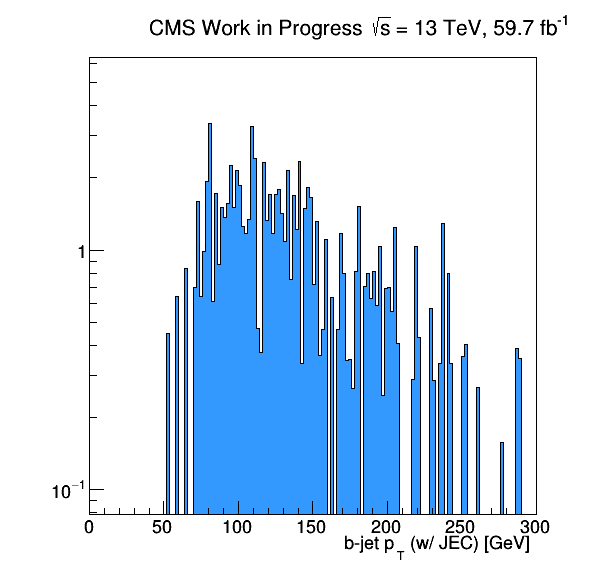 CMS Work in Progress √s = 13 TeV, 59.7 fb⁻¹
1
10⁻¹
0 50 100 150 200 250 300
b-jet p_T (w/ JEC) [GeV]